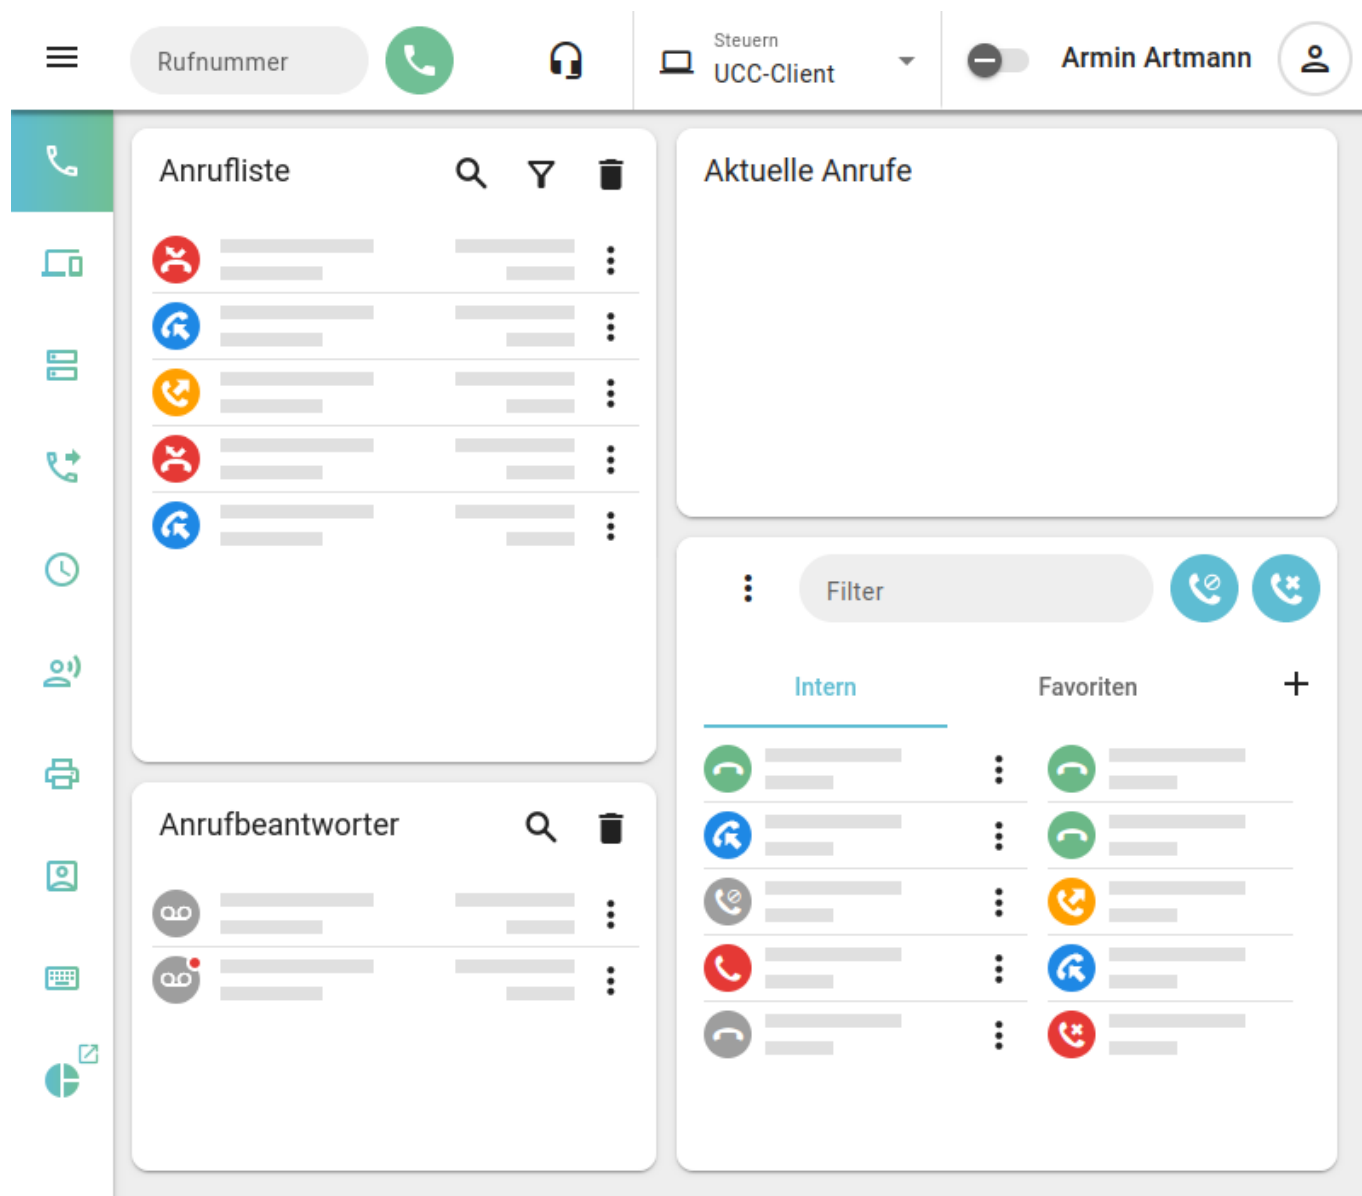 Rufnummer
Steuern
UCC-Client
Armin Artmann
Anrufliste
Aktuelle Anrufe
Filter
Intern
Favoriten
Anrufbeantworter